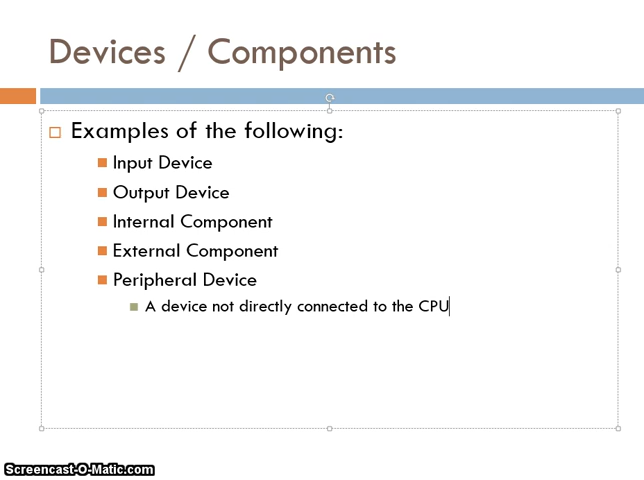 Devices / Components
Examples of the following:
Input Device
Output Device
Internal Component
External Component
Peripheral Device
A device not directly connected to the CPU
Screencast-O-Matic.com